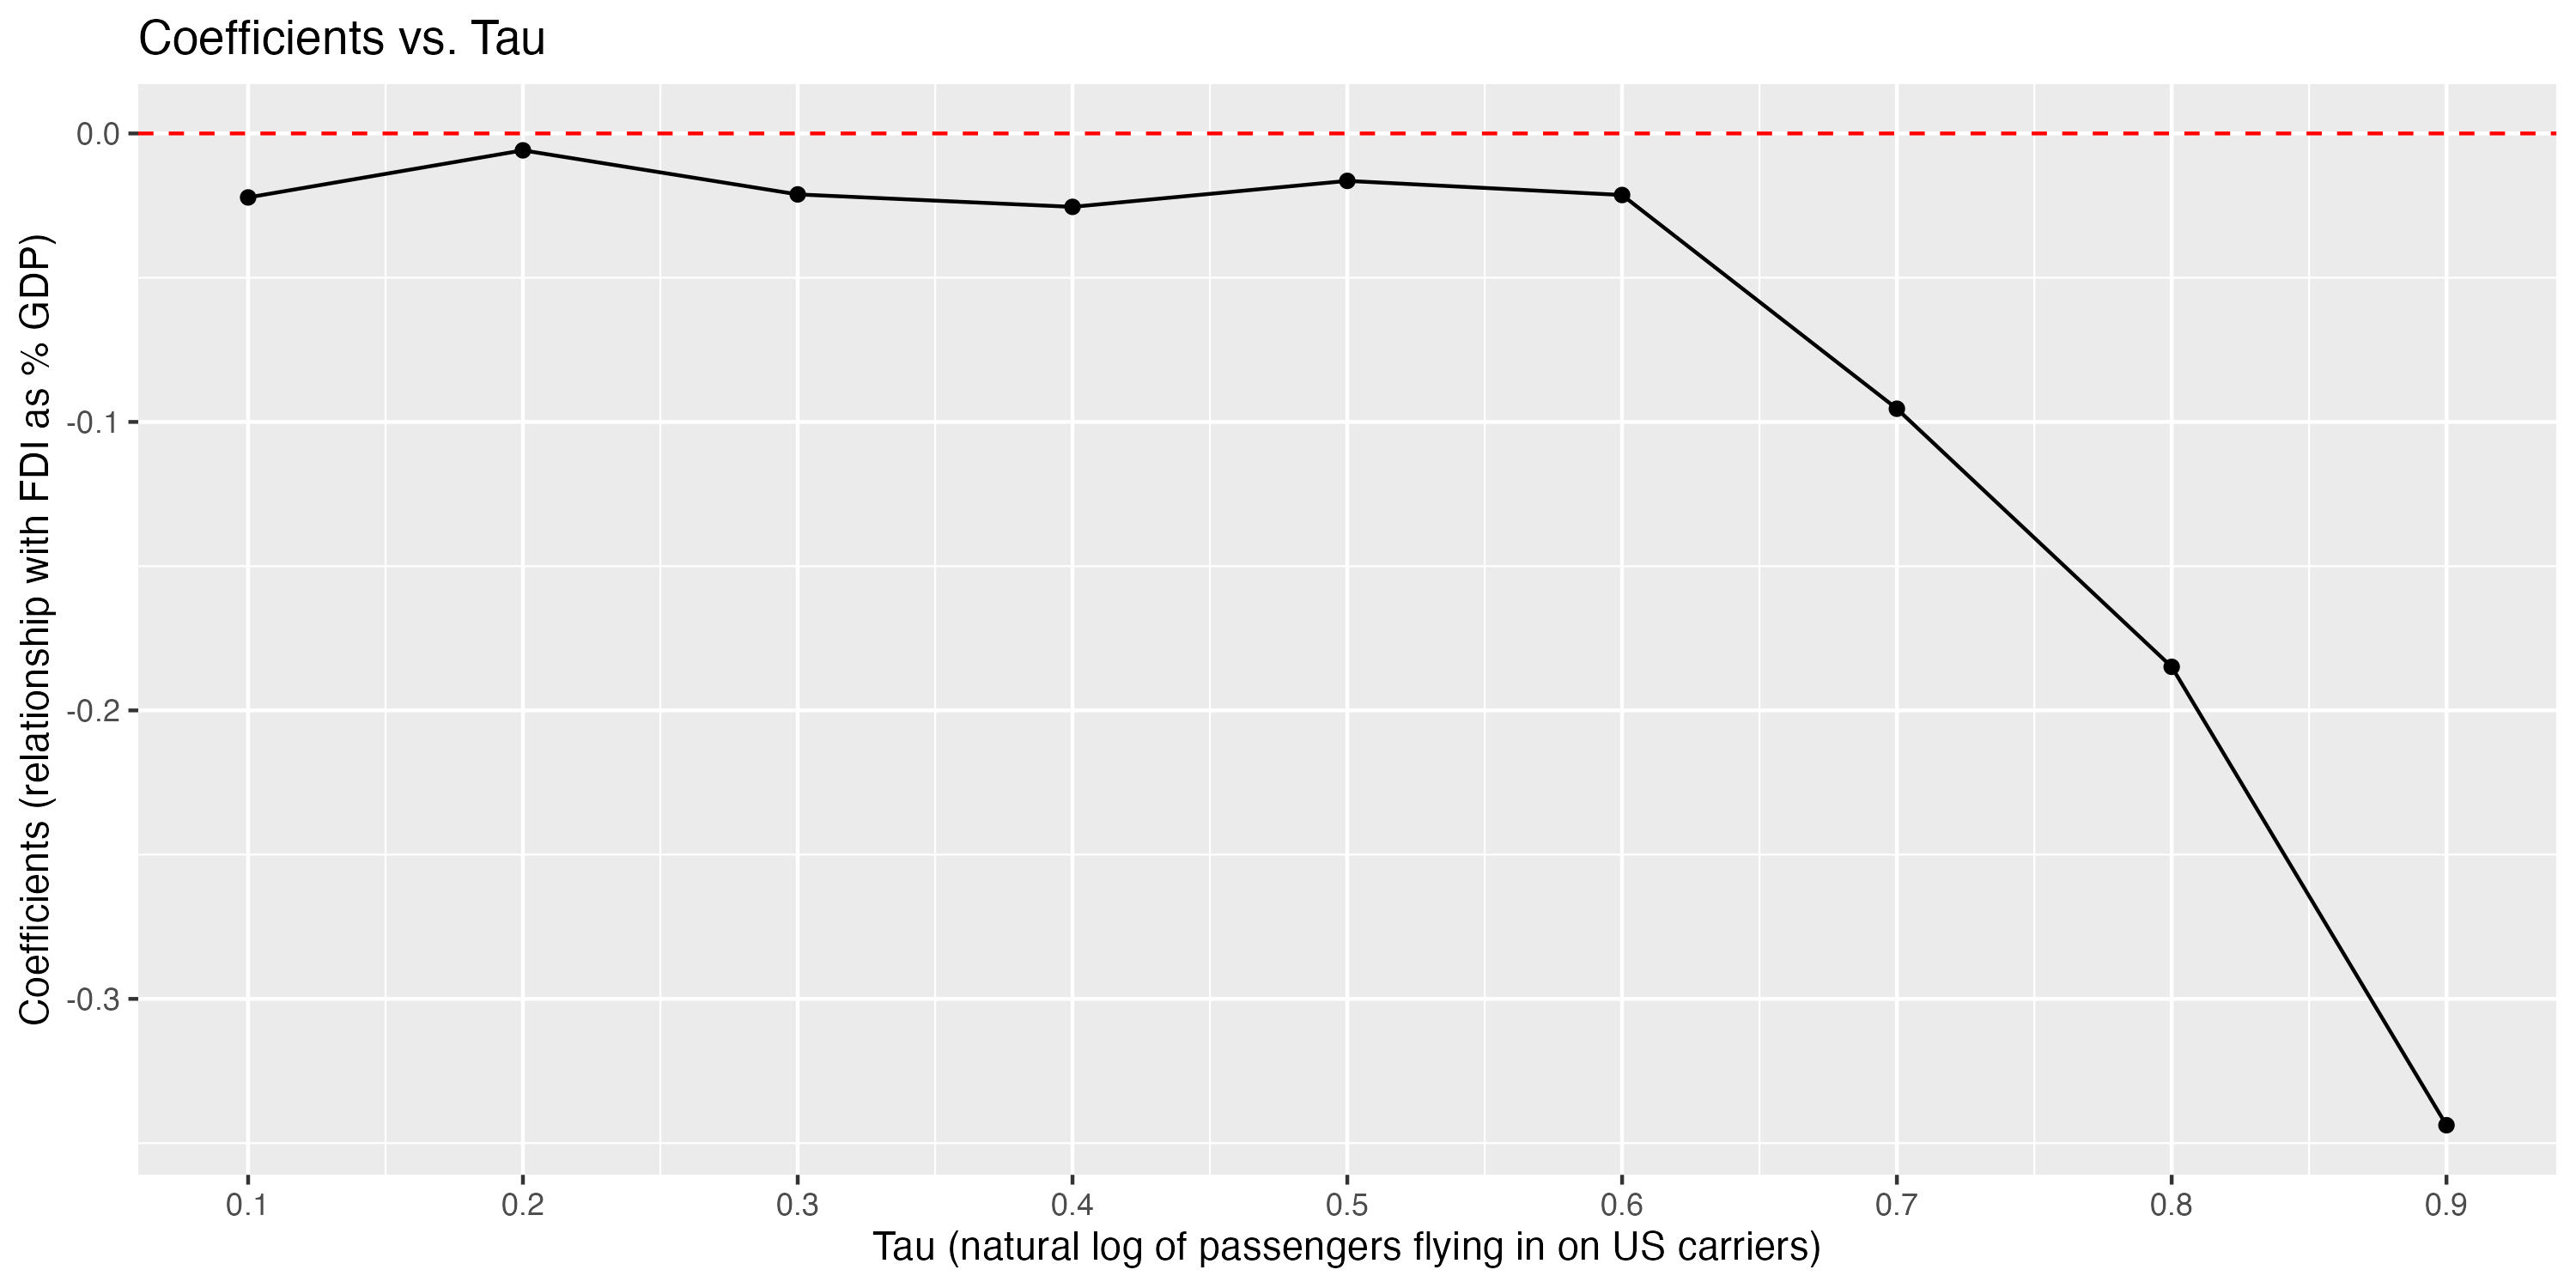 Coefficients vs. Tau
Coefficients (relationship with FDI as % GDP)
0.0
-0.1
-0.2
-0.3
0.1 0.2 0.3 0.4 0.5 0.6 0.7 0.8 0.9
Tau (natural log of passengers flying in on US carriers)